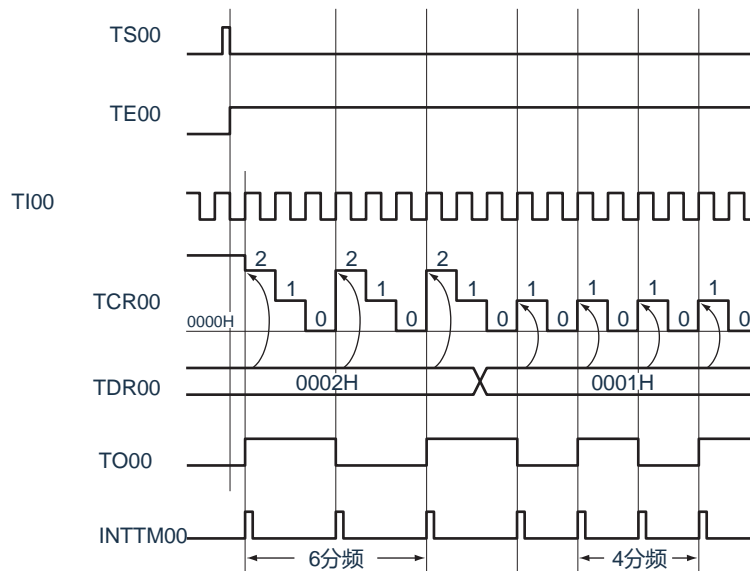 TS00
TE00
TI00
TCR00
2 2 2
1 1 1 1 1 1 1
0 0 0 0 0 0 0
0000H
TDR00
0002H 0001H
TO00
INTTM00
6分频 4分频